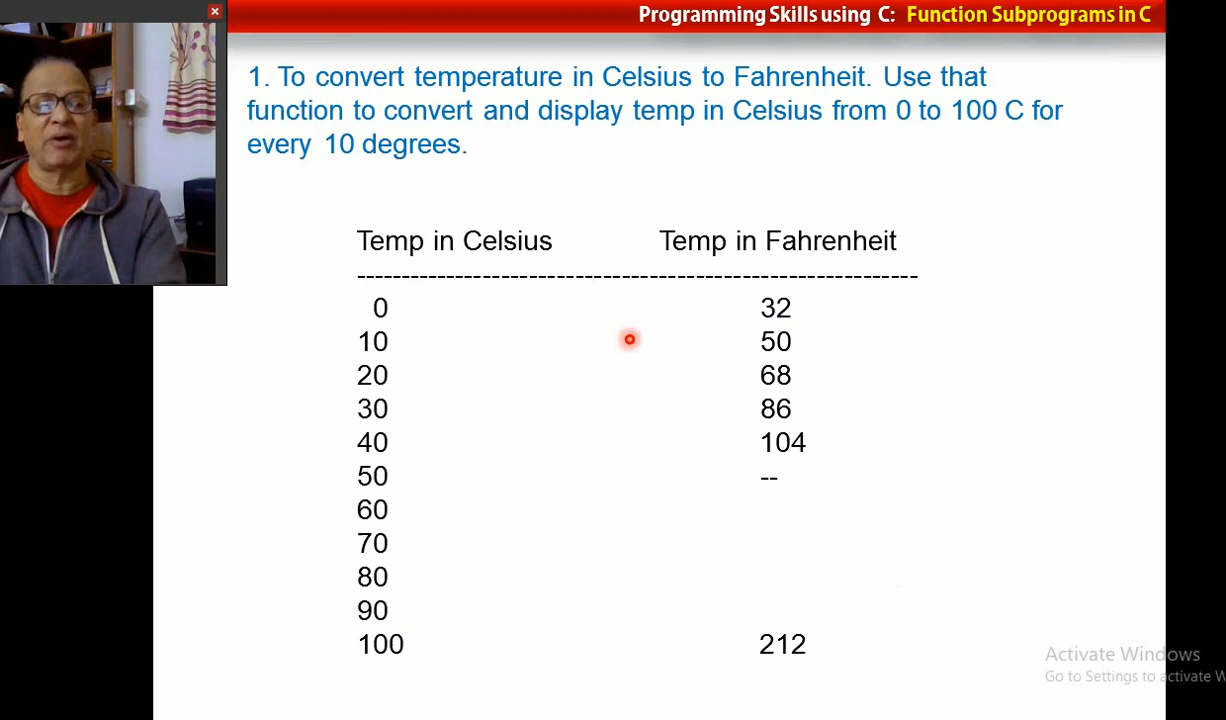 Programming Skills using C: Function Subprograms in C
1. To convert temperature in Celsius to Fahrenheit. Use that
function to convert and display temp in Celsius from 0 to 100 C for
every 10 degrees.
Temp in Celsius Temp in Fahrenheit
---------------------------------------------------------------
0 32
10 50
20 68
30 86
40 104
50 --
60
70
80
90
100 212
Activate Windows
Go to Settings to activate W